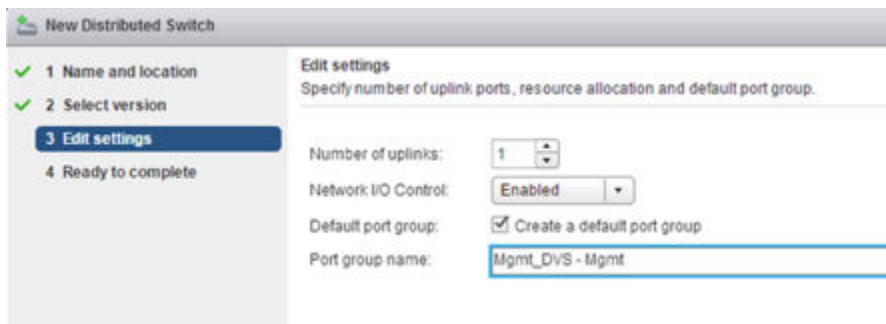 New Distributed Switch
1 Name and location
2 Select version
3 Edit settings
4 Ready to complete
Edit settings
Specify number of uplink ports, resource allocation and default port group.
Number of uplinks: 1
Network I/O Control: Enabled
Default port group: Create a default port group
Port group name: Mgmt_DVS - Mgmt